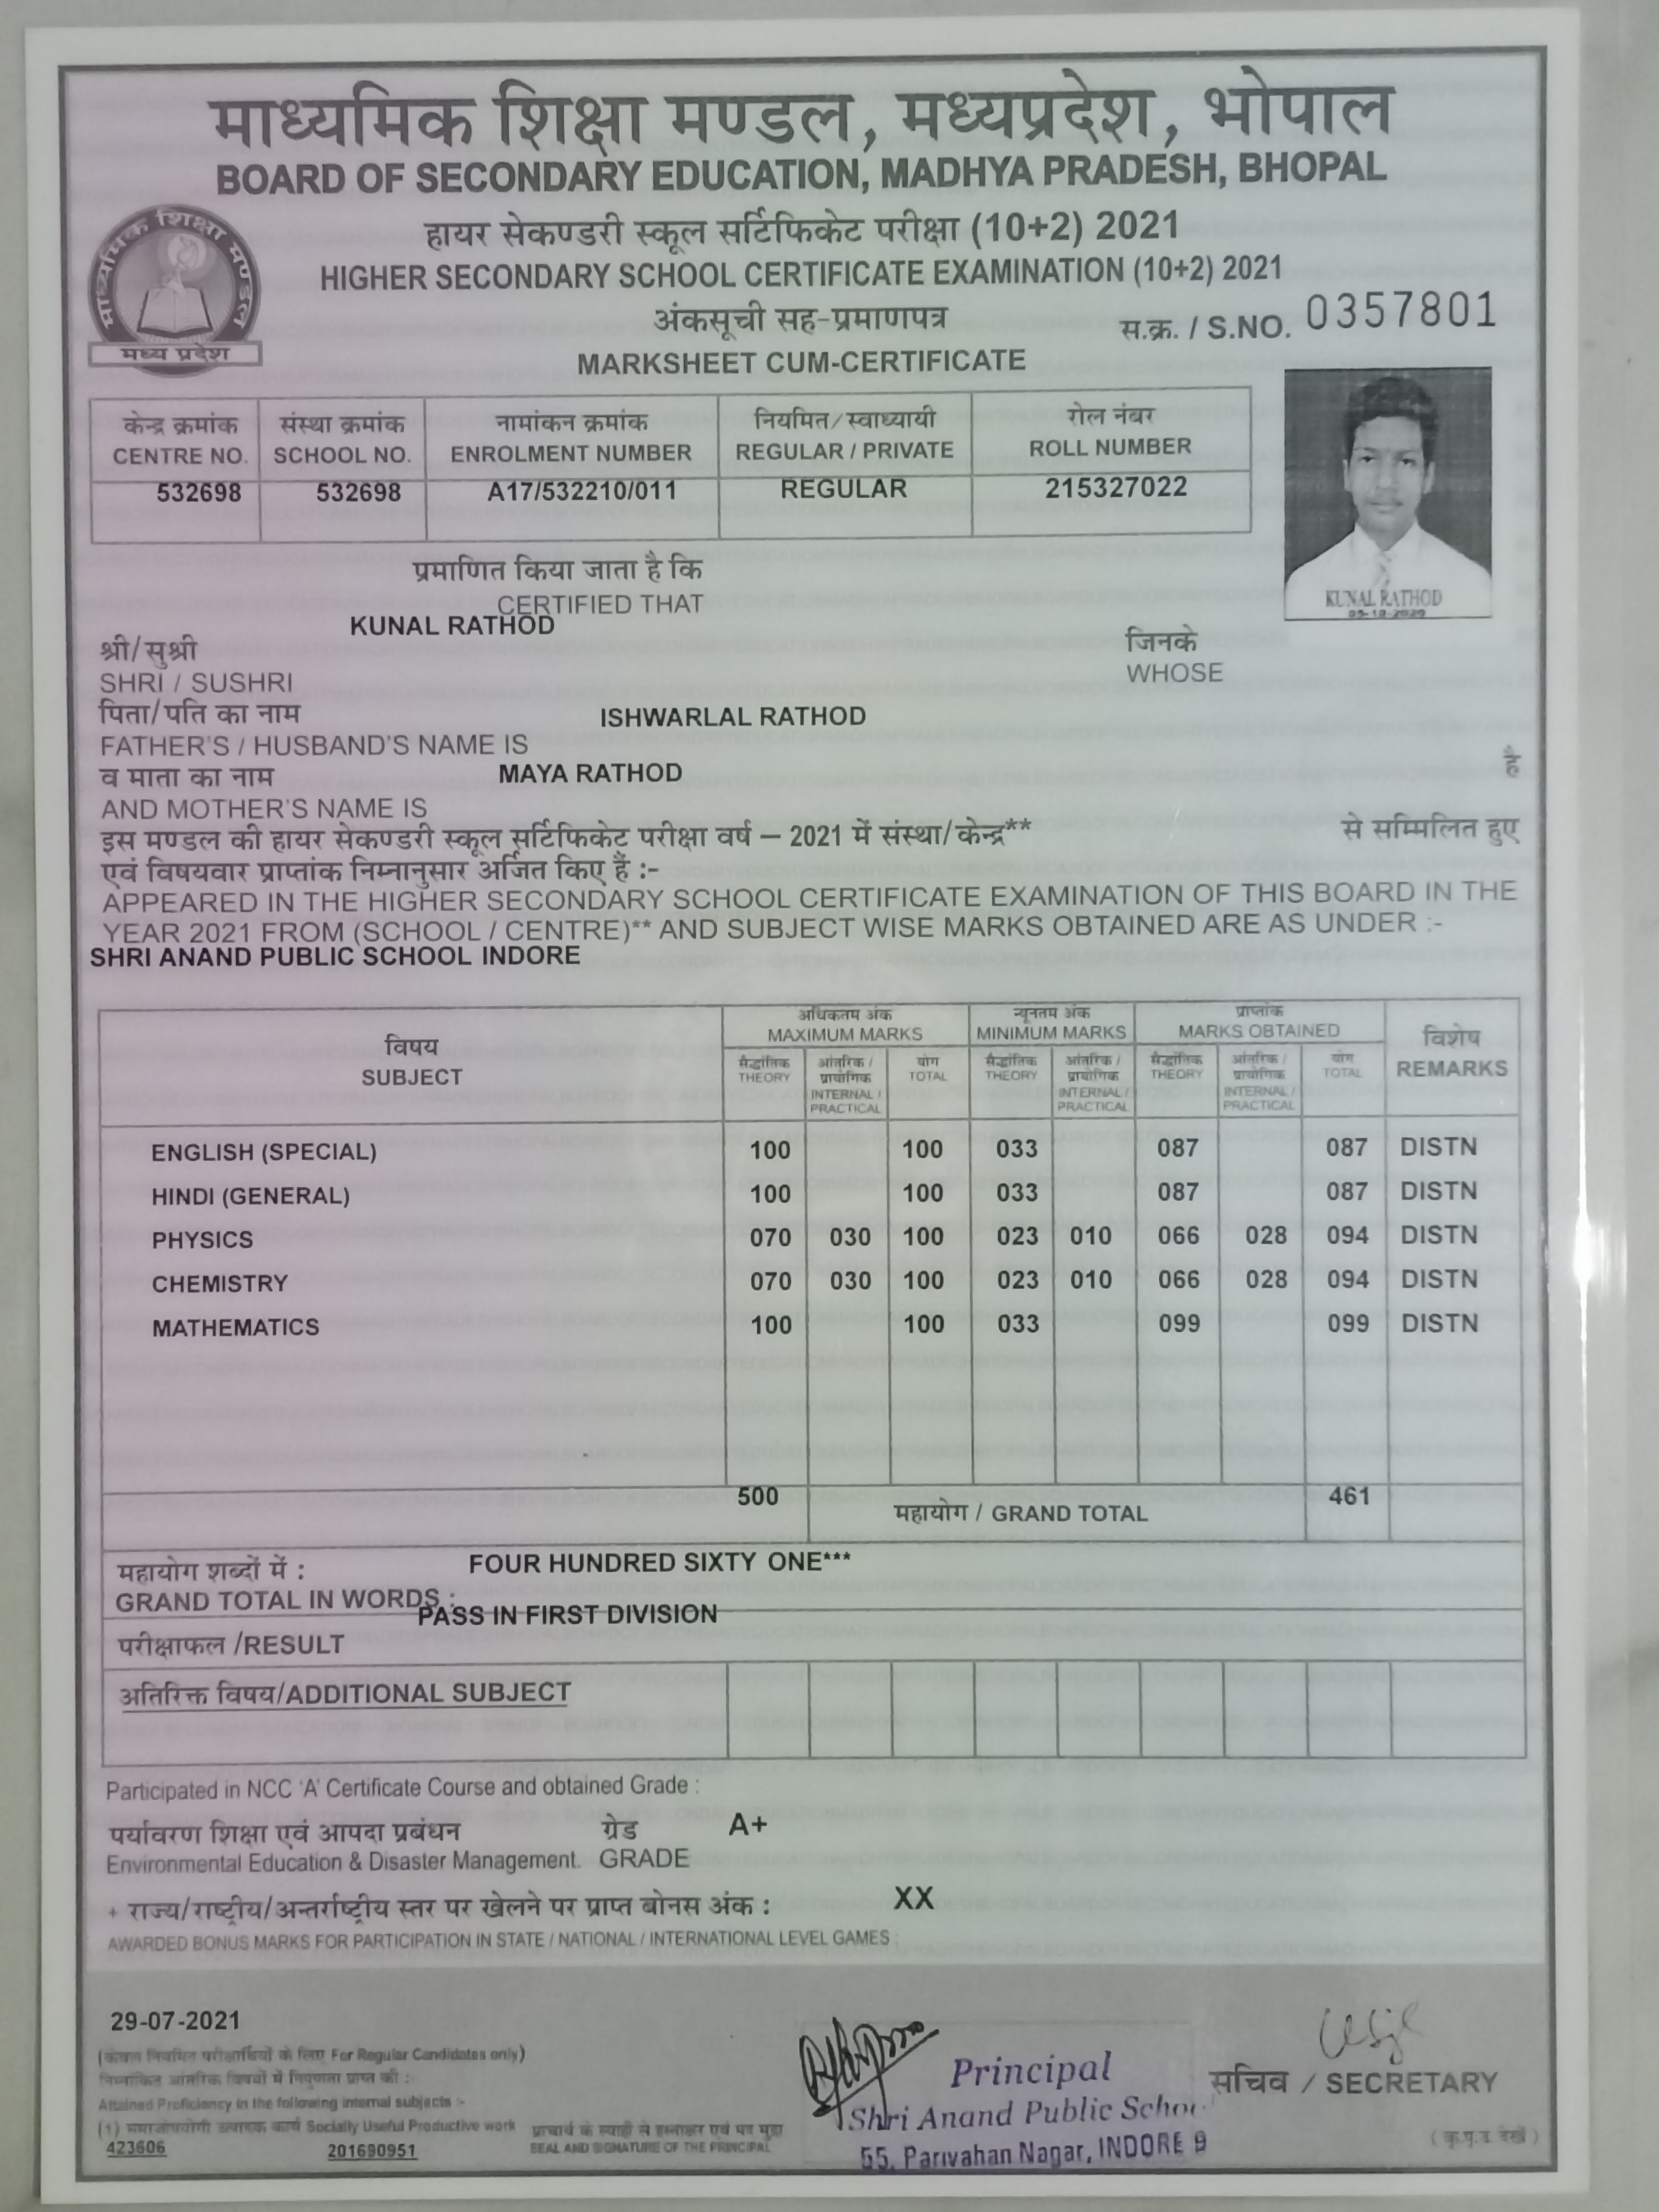 माध्यमिक शिक्षा मण्डल, मध्यप्रदेश, भोपाल
BOARD OF SECONDARY EDUCATION, MADHYA PRADESH, BHOPAL
हायर सेकण्डरी स्कूल सर्टिफिकेट परीक्षा (10+2) 2021
HIGHER SECONDARY SCHOOL CERTIFICATE EXAMINATION (10+2) 2021
अंकसूची सह-प्रमाणपत्र
स.क्र. / S.NO. 0357801
MARKSHEET CUM-CERTIFICATE
माध्यमिक शिक्षा मण्डल
मध्य प्रदेश
केन्द्र क्रमांक संस्था क्रमांक नामांकन क्रमांक नियमित/स्वाध्यायी रोल नंबर
CENTRE NO. SCHOOL NO. ENROLMENT NUMBER REGULAR / PRIVATE ROLL NUMBER
532698 532698 A17/532210/011 REGULAR 215327022
KUNAL RATHOD
05-10-2020
प्रमाणित किया जाता है कि
CERTIFIED THAT
KUNAL RATHOD
श्री/सुश्री जिनके
SHRI / SUSHRI WHOSE
पिता/पति का नाम ISHWARLAL RATHOD
FATHER'S / HUSBAND'S NAME IS
व माता का नाम MAYA RATHOD है
AND MOTHER'S NAME IS
इस मण्डल की हायर सेकण्डरी स्कूल सर्टिफिकेट परीक्षा वर्ष – 2021 में संस्था/केन्द्र** से सम्मिलित हुए
एवं विषयवार प्राप्तांक निम्नानुसार अर्जित किए हैं :-
APPEARED IN THE HIGHER SECONDARY SCHOOL CERTIFICATE EXAMINATION OF THIS BOARD IN THE
YEAR 2021 FROM (SCHOOL / CENTRE)** AND SUBJECT WISE MARKS OBTAINED ARE AS UNDER :-
SHRI ANAND PUBLIC SCHOOL INDORE
विषय अधिकतम अंक न्यूनतम अंक प्राप्तांक विशेष
SUBJECT MAXIMUM MARKS MINIMUM MARKS MARKS OBTAINED REMARKS
सैद्धांतिक आंतरिक / प्रायोगिक योग सैद्धांतिक आंतरिक / प्रायोगिक सैद्धांतिक आंतरिक / प्रायोगिक योग
THEORY INTERNAL / PRACTICAL TOTAL THEORY INTERNAL / PRACTICAL THEORY INTERNAL / PRACTICAL TOTAL
ENGLISH (SPECIAL) 100 100 033 087 087 DISTN
HINDI (GENERAL) 100 100 033 087 087 DISTN
PHYSICS 070 030 100 023 010 066 028 094 DISTN
CHEMISTRY 070 030 100 023 010 066 028 094 DISTN
MATHEMATICS 100 100 033 099 099 DISTN
500 महायोग / GRAND TOTAL 461
महायोग शब्दों में : FOUR HUNDRED SIXTY ONE***
GRAND TOTAL IN WORDS :
PASS IN FIRST DIVISION
परीक्षाफल /RESULT
अतिरिक्त विषय/ADDITIONAL SUBJECT
Participated in NCC 'A' Certificate Course and obtained Grade :
पर्यावरण शिक्षा एवं आपदा प्रबंधन ग्रेड A+
Environmental Education & Disaster Management. GRADE
+ राज्य/राष्ट्रीय/अन्तर्राष्ट्रीय स्तर पर खेलने पर प्राप्त बोनस अंक : XX
AWARDED BONUS MARKS FOR PARTICIPATION IN STATE / NATIONAL / INTERNATIONAL LEVEL GAMES :
29-07-2021
(केवल नियमित परीक्षार्थियों के लिए For Regular Candidates only)
निम्नांकित आंतरिक विषयों में निपुणता प्राप्त की :-
Attained Proficiency in the following internal subjects :-
(1) समाजोपयोगी उत्पादक कार्य Socially Useful Productive work
423606 201690951
प्राचार्य के स्याही से हस्ताक्षर एवं पद मुद्रा
SEAL AND SIGNATURE OF THE PRINCIPAL
Principal
Shri Anand Public Schoo
55, Parivahan Nagar, INDORE 9
सचिव / SECRETARY
(कृ.पृ.उ. देखें)